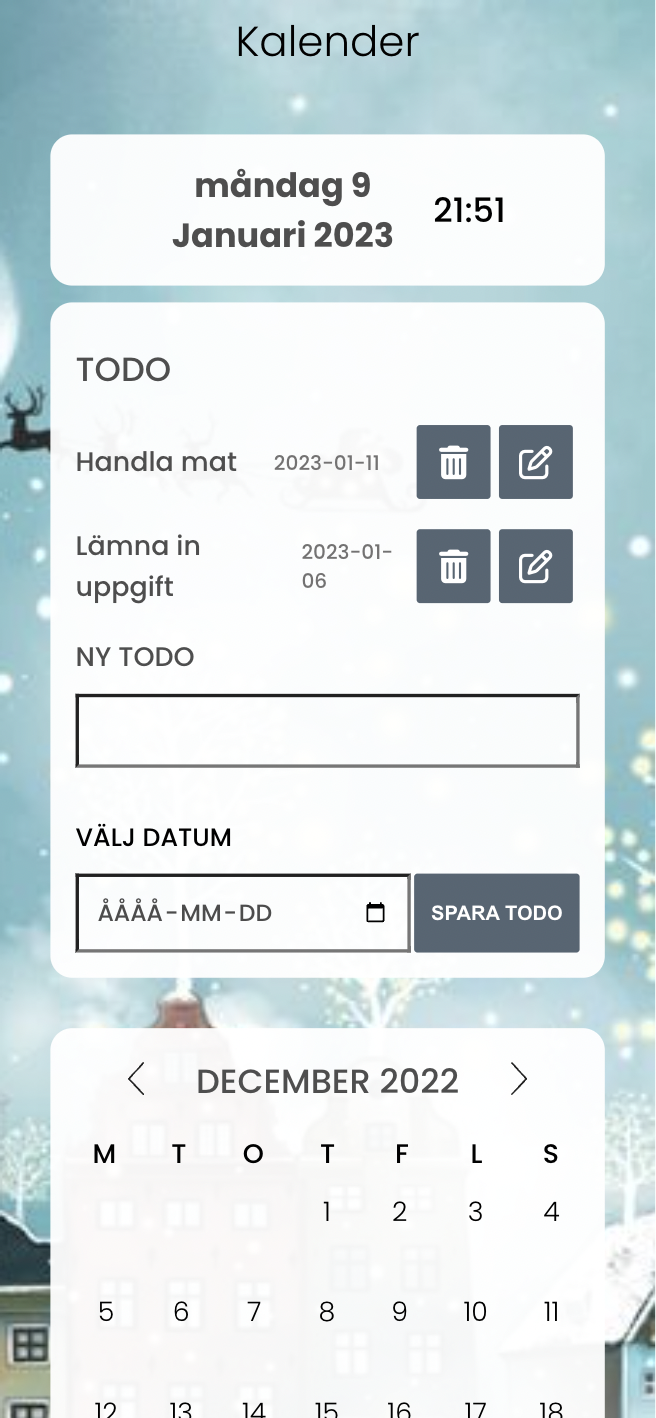 Kalender
måndag 9
Januari 2023
21:51
TODO
Handla mat 2023-01-11
Lämna in
uppgift
2023-01-
06
NY TODO
VÄLJ DATUM
ÅÅÅÅ-MM-DD SPARA TODO
DECEMBER 2022
M T O T F L S
1 2 3 4
5 6 7 8 9 10 11
12 13 14 15 16 17 18